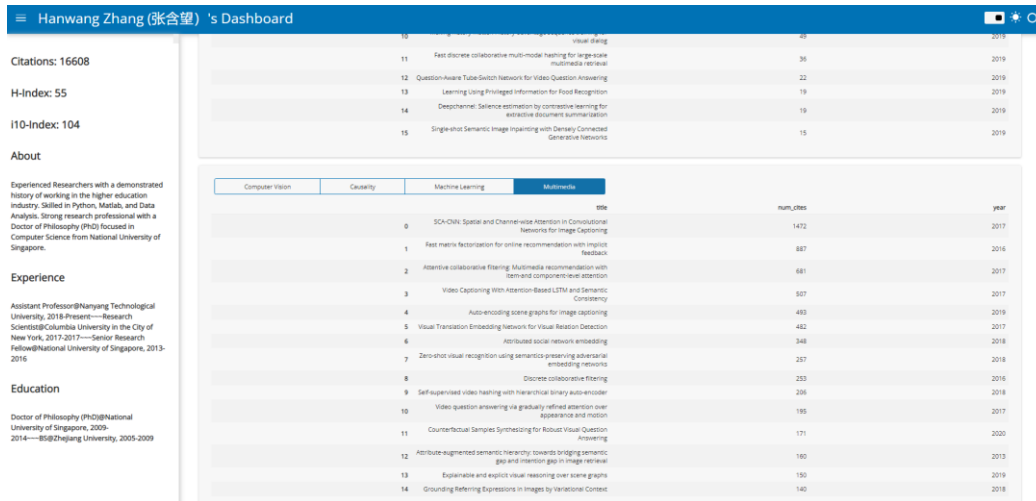 ≡ Hanwang Zhang (张含望) 's Dashboard
Citations: 16608
H-Index: 55
i10-Index: 104
About
Experienced Researchers with a demonstrated
history of working in the higher education
industry. Skilled in Python, Matlab, and Data
Analysis. Strong research professional with a
Doctor of Philosophy (PhD) focused in
Computer Science from National University of
Singapore.
Experience
Assistant Professor@Nanyang Technological
University, 2018-Present~~~Research
Scientist@Columbia University in the City of
New York, 2017-2017~~~Senior Research
Fellow@National University of Singapore, 2013-
2016
Education
Doctor of Philosophy (PhD)@National
University of Singapore, 2009-
2014~~~BS@Zhejiang University, 2005-2009
10 visual dialog 49 2019
11 Fast discrete collaborative multi-modal hashing for large-scale
multimedia retrieval 36 2019
12 Question-Aware Tube-Switch Network for Video Question Answering 22 2019
13 Learning Using Privileged Information for Food Recognition 19 2019
14 Deepchannel: Salience estimation by contrastive learning for
extractive document summarization 19 2019
15 Single-shot Semantic Image Inpainting with Densely Connected
Generative Networks 15 2019
Computer Vision Causality Machine Learning Multimedia
title num_cites year
0 SCA-CNN: Spatial and Channel-wise Attention in Convolutional
Networks for Image Captioning 1472 2017
1 Fast matrix factorization for online recommendation with implicit
feedback 887 2016
2 Attentive collaborative filtering: Multimedia recommendation with
item-and component-level attention 681 2017
3 Video Captioning With Attention-Based LSTM and Semantic
Consistency 507 2017
4 Auto-encoding scene graphs for image captioning 493 2019
5 Visual Translation Embedding Network for Visual Relation Detection 482 2017
6 Attributed social network embedding 348 2018
7 Zero-shot visual recognition using semantics-preserving adversarial
embedding networks 257 2018
8 Discrete collaborative filtering 253 2016
9 Self-supervised video hashing with hierarchical binary auto-encoder 206 2018
10 Video question answering via gradually refined attention over
appearance and motion 195 2017
11 Counterfactual Samples Synthesizing for Robust Visual Question
Answering 171 2020
12 Attribute-augmented semantic hierarchy: towards bridging semantic
gap and intention gap in image retrieval 160 2013
13 Explainable and explicit visual reasoning over scene graphs 150 2019
14 Grounding Referring Expressions in Images by Variational Context 140 2018